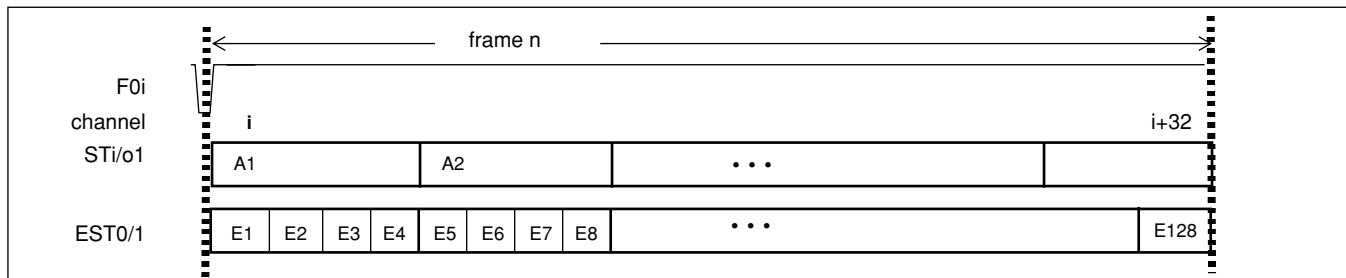 frame n
F0i
channel i i+32
STi/o1 A1 A2 • • •
EST0/1 E1 E2 E3 E4 E5 E6 E7 E8 • • • E128